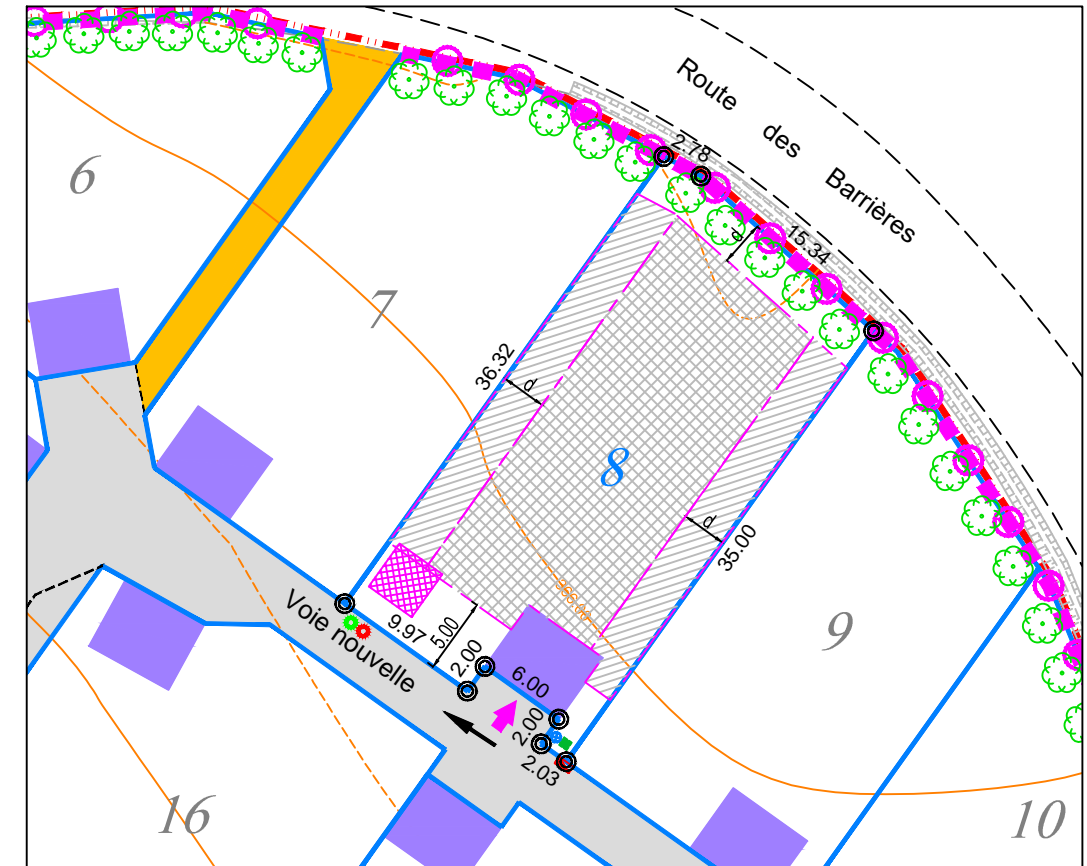 Route
des
Barrières
2.78
15.34
d
6
7
36.32
d
8
d
35.00
9
Voie nouvelle
9.97
5.00
2.00
6.00
2.00
2.03
16
10